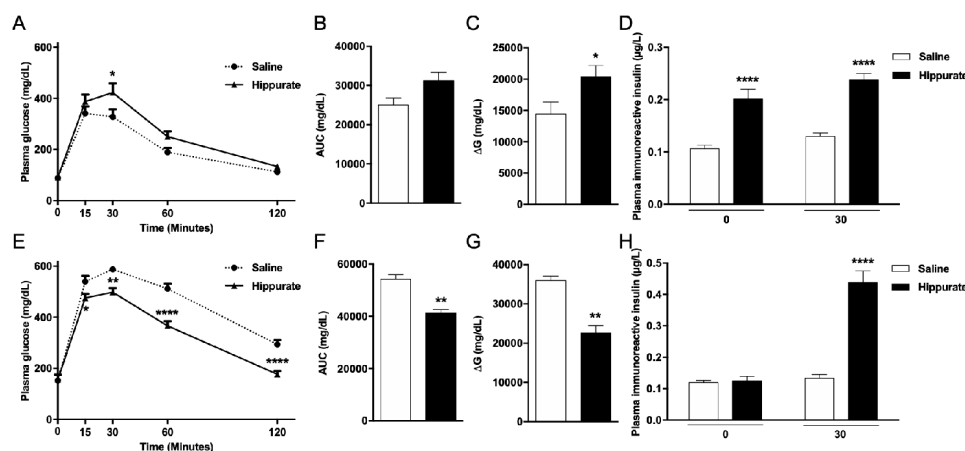 A
Plasma glucose (mg/dL)
600
400
200
0
*
Saline
Hippurate
0 15 30 60 120
Time (Minutes)
B
AUC (mg/dL)
40000
30000
20000
10000
0
C
ΔG (mg/dL)
25000
20000
15000
10000
5000
0
*
D
Plasma immunoreactive insulin (µg/L)
0.3
0.2
0.1
0.0
Saline
Hippurate
**** ****
0 30
E
Plasma glucose (mg/dL)
600
400
200
0
Saline
Hippurate
**
*
****
****
0 15 30 60 120
Time (Minutes)
F
AUC (mg/dL)
60000
40000
20000
0
**
G
ΔG (mg/dL)
40000
30000
20000
10000
0
**
H
Plasma immunoreactive insulin (µg/L)
0.5
0.4
0.3
0.2
0.1
0.0
Saline
Hippurate
****
0 30